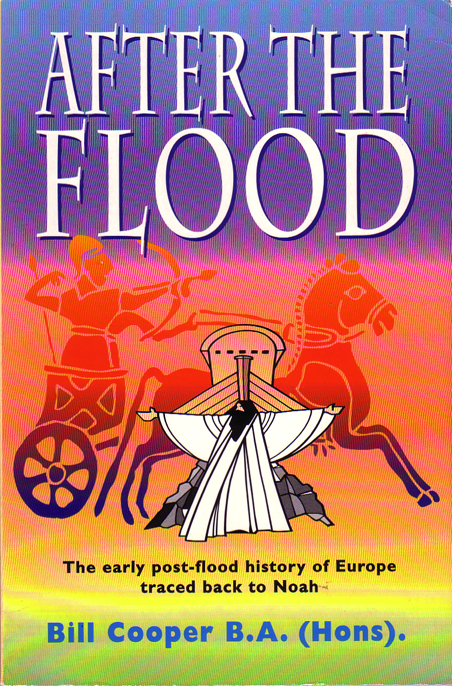 AFTER THE
FLOOD
The early post-flood history of Europe
traced back to Noah
Bill Cooper B.A. (Hons).